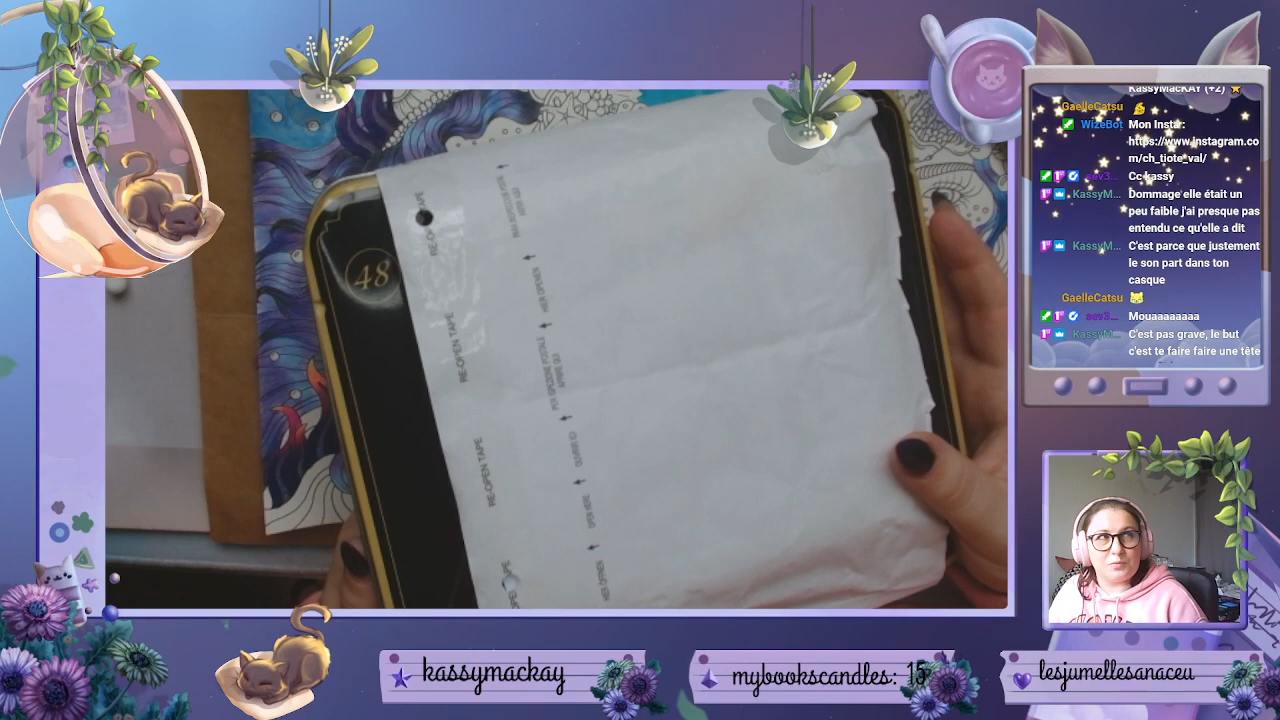 48
RE-OPEN TAPE
RE-OPEN TAPE
HIER OPENEN
KassyMacKAY (+2)
GaelleCatsu
WizeBot Mon Insta:
https://www.instagram.co
m/ch_tiote_val/
Cc kassy
KassyM... Dommage elle était un
peu faible j'ai presque pas
entendu ce qu'elle a dit
KassyM... C'est parce que justement
le son part dans ton
casque
GaelleCatsu
Mouaaaaaaa
KassyM... C'est pas grave, le but
c'est te faire faire une tête
kassymackay
mybookscandles: 15
lesjumellesanaceu